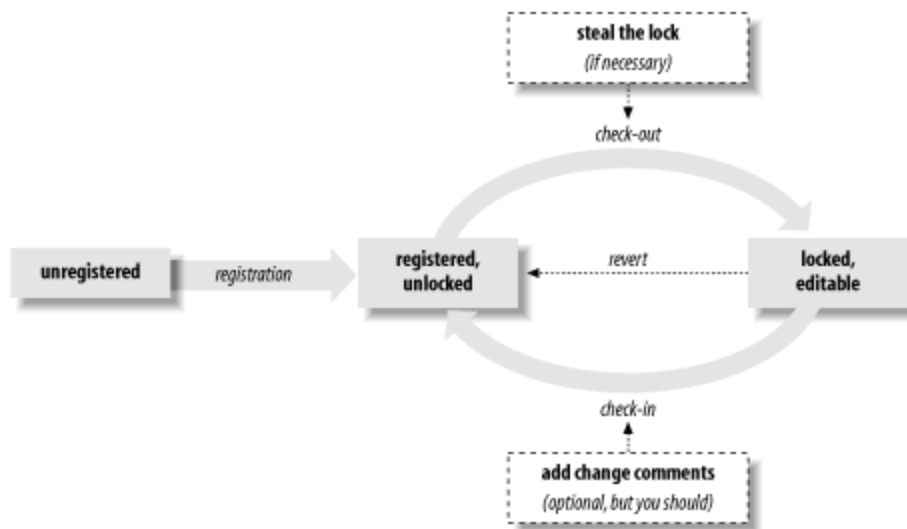 steal the lock
(if necessary)
check-out
unregistered
registration
registered,
unlocked
revert
locked,
editable
check-in
add change comments
(optional, but you should)